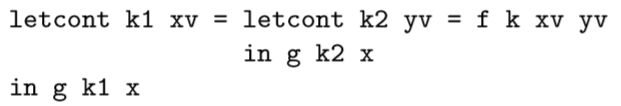 letcont k1 xv = letcont k2 yv = f k xv yv
in g k2 x
in g k1 x